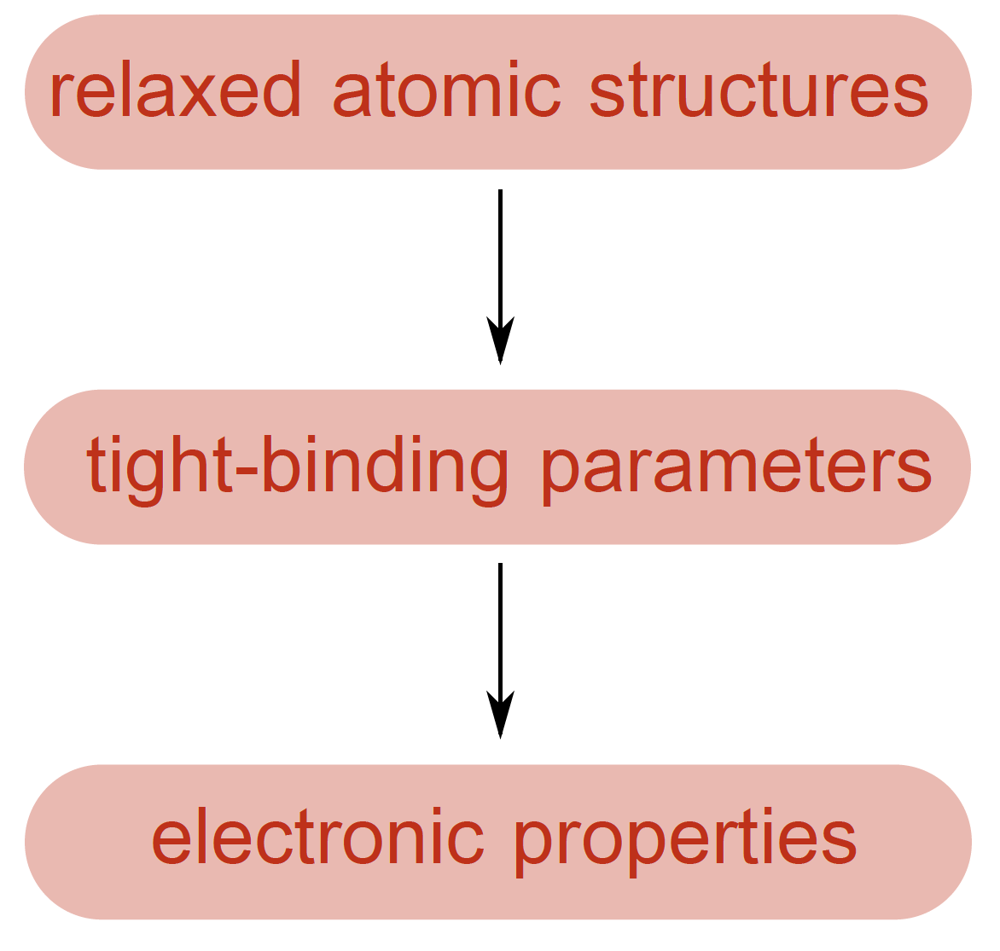 relaxed atomic structures
tight-binding parameters
electronic properties